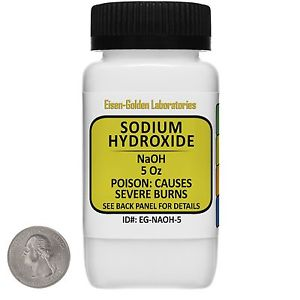 Eisen-Golden Laboratories
SODIUM
HYDROXIDE
NaOH
5 Oz
POISON: CAUSES
SEVERE BURNS
SEE BACK PANEL FOR DETAILS
ID#: EG-NAOH-5